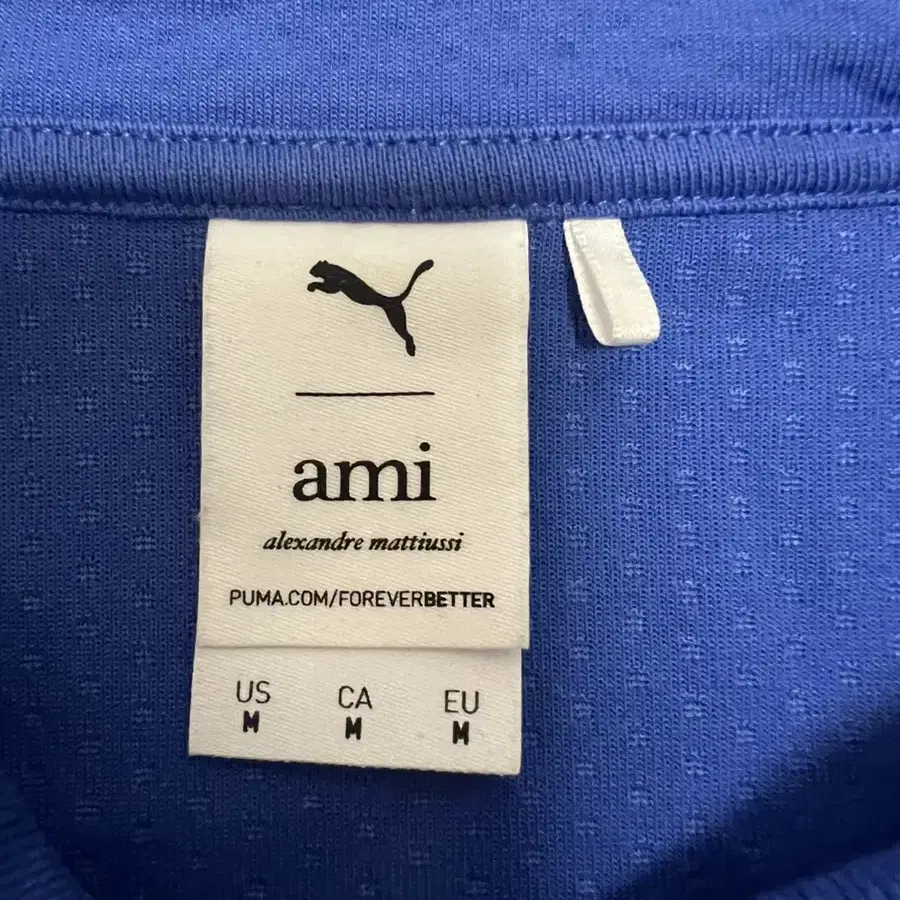 ami
alexandre mattiussi
PUMA.COM/FOREVERBETTER
US CA EU
M M M